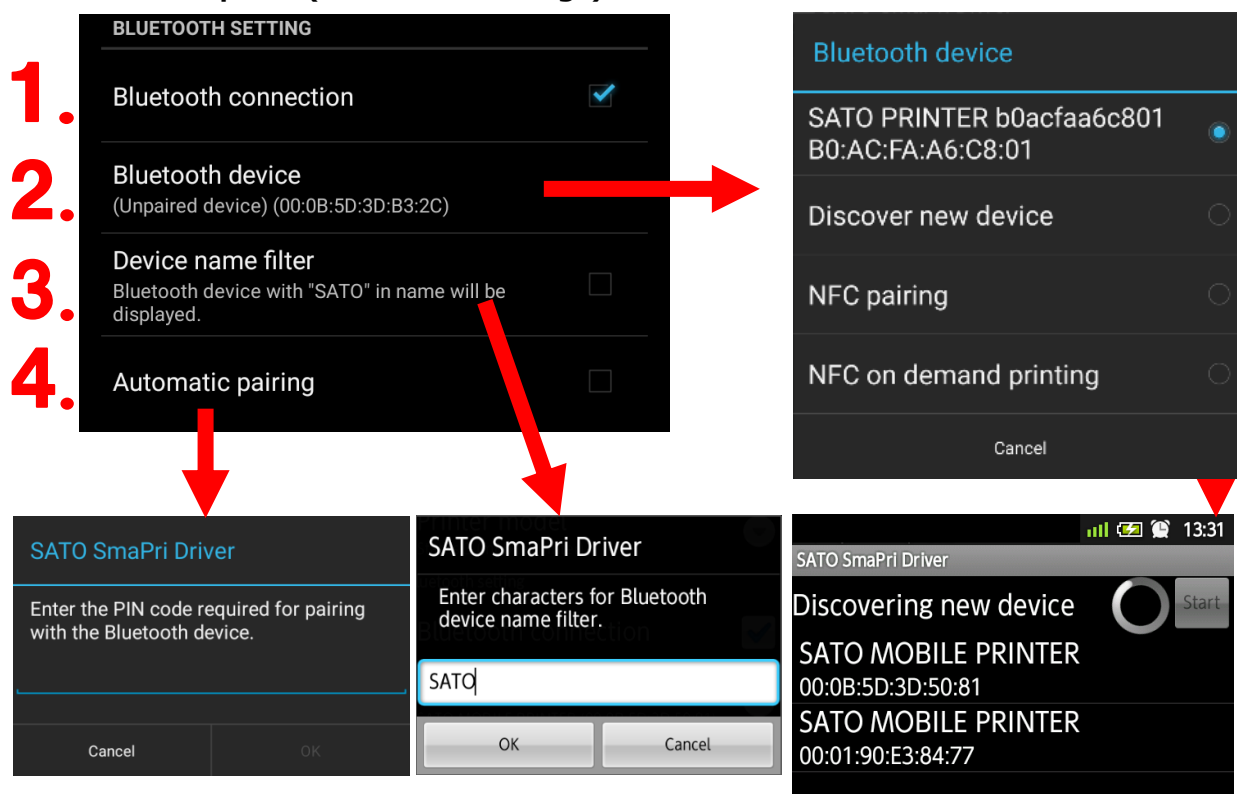 BLUETOOTH SETTING
1.
Bluetooth connection
2.
Bluetooth device
(Unpaired device) (00:0B:5D:3D:B3:2C)
3.
Device name filter
Bluetooth device with "SATO" in name will be
displayed.
4.
Automatic pairing
Bluetooth device
SATO PRINTER b0acfaa6c801
B0:AC:FA:A6:C8:01
Discover new device
NFC pairing
NFC on demand printing
Cancel
SATO SmaPri Driver
Enter the PIN code required for pairing
with the Bluetooth device.
Cancel
OK
Printer model
SATO SmaPri Driver
Enter characters for Bluetooth
device name filter.
Bluetooth connection
SATO
OK
Cancel
13:31
SATO SmaPri Driver
Discovering new device
Start
SATO MOBILE PRINTER
00:0B:5D:3D:50:81
SATO MOBILE PRINTER
00:01:90:E3:84:77